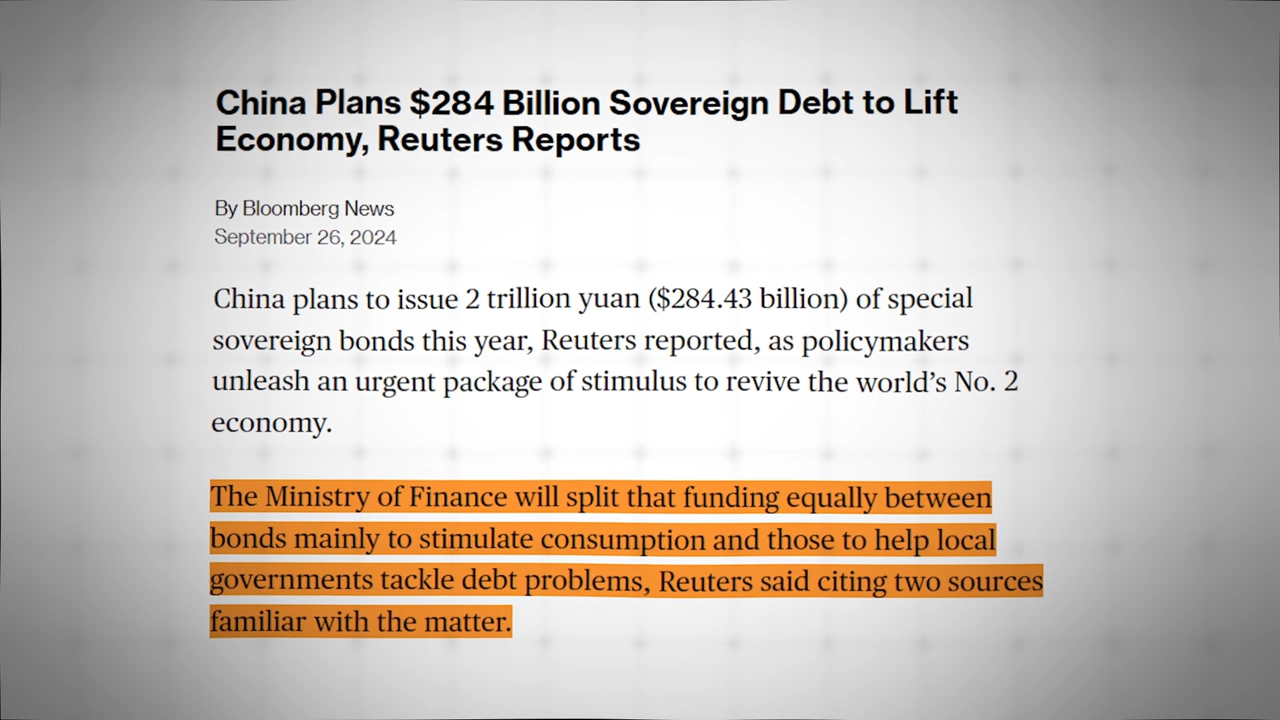 China Plans $284 Billion Sovereign Debt to Lift
Economy, Reuters Reports
By Bloomberg News
September 26, 2024
China plans to issue 2 trillion yuan ($284.43 billion) of special
sovereign bonds this year, Reuters reported, as policymakers
unleash an urgent package of stimulus to revive the world’s No. 2
economy.
The Ministry of Finance will split that funding equally between
bonds mainly to stimulate consumption and those to help local
governments tackle debt problems, Reuters said citing two sources
familiar with the matter.